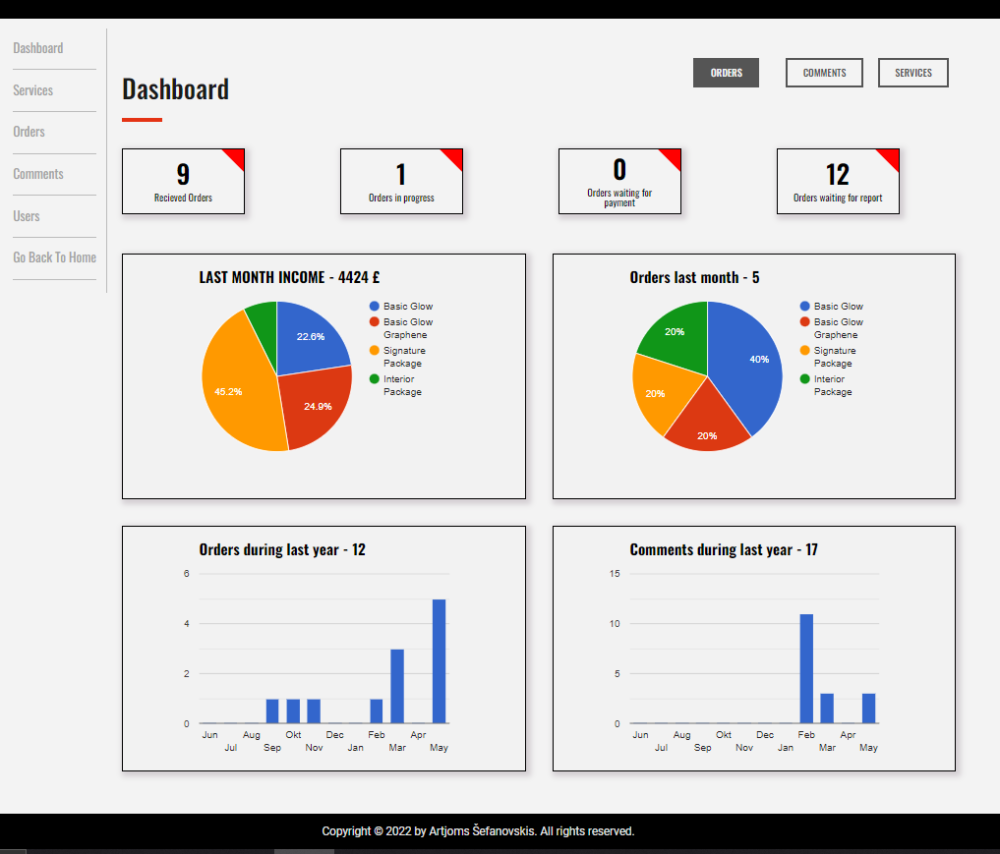 Dashboard
Services
Orders
Comments
Users
Go Back To Home
Dashboard
ORDERS
COMMENTS
SERVICES
9
Recieved Orders
1
Orders in progress
0
Orders waiting for
payment
12
Orders waiting for report
LAST MONTH INCOME - 4424 £
22.6%
24.9%
45.2%
Basic Glow
Basic Glow
Graphene
Signature
Package
Interior
Package
Orders last month - 5
40%
20%
20%
20%
Basic Glow
Basic Glow
Graphene
Signature
Package
Interior
Package
Orders during last year - 12
6
4
2
0
Jun Aug Okt Dec Feb Apr
Jul Sep Nov Jan Mar May
Comments during last year - 17
15
10
5
0
Jun Aug Okt Dec Feb Apr
Jul Sep Nov Jan Mar May
Copyright © 2022 by Artjoms Šefanovskis. All rights reserved.